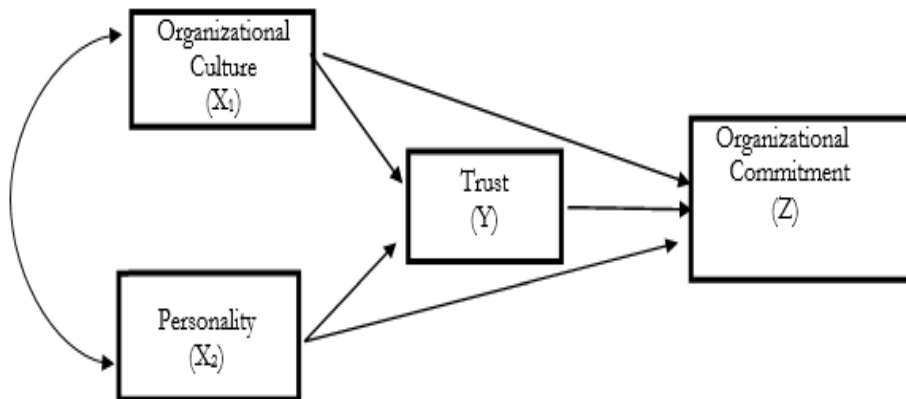 Organizational
Culture
(X₁)
Organizational
Commitment
(Z)
Trust
(Y)
Personality
(X₂)